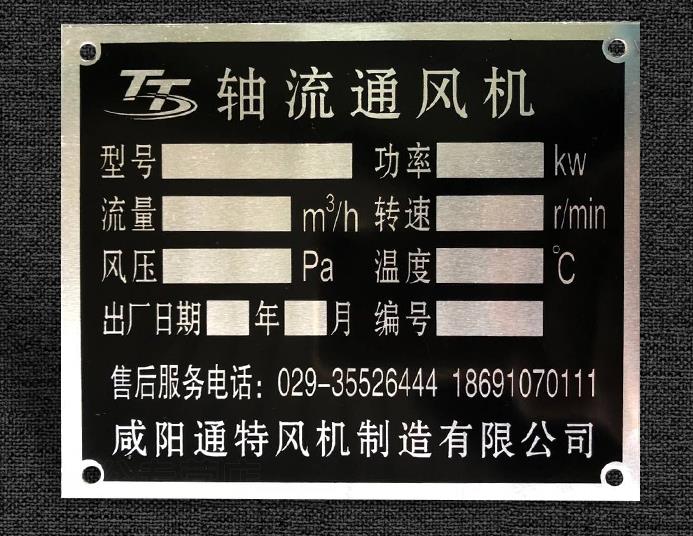 TT 轴流通风机
型号 功率 kw
流量 m³/h 转速 r/min
风压 Pa 温度 ℃
出厂日期 年 月 编号
售后服务电话：029-35526444 18691070111
咸阳通特风机制造有限公司